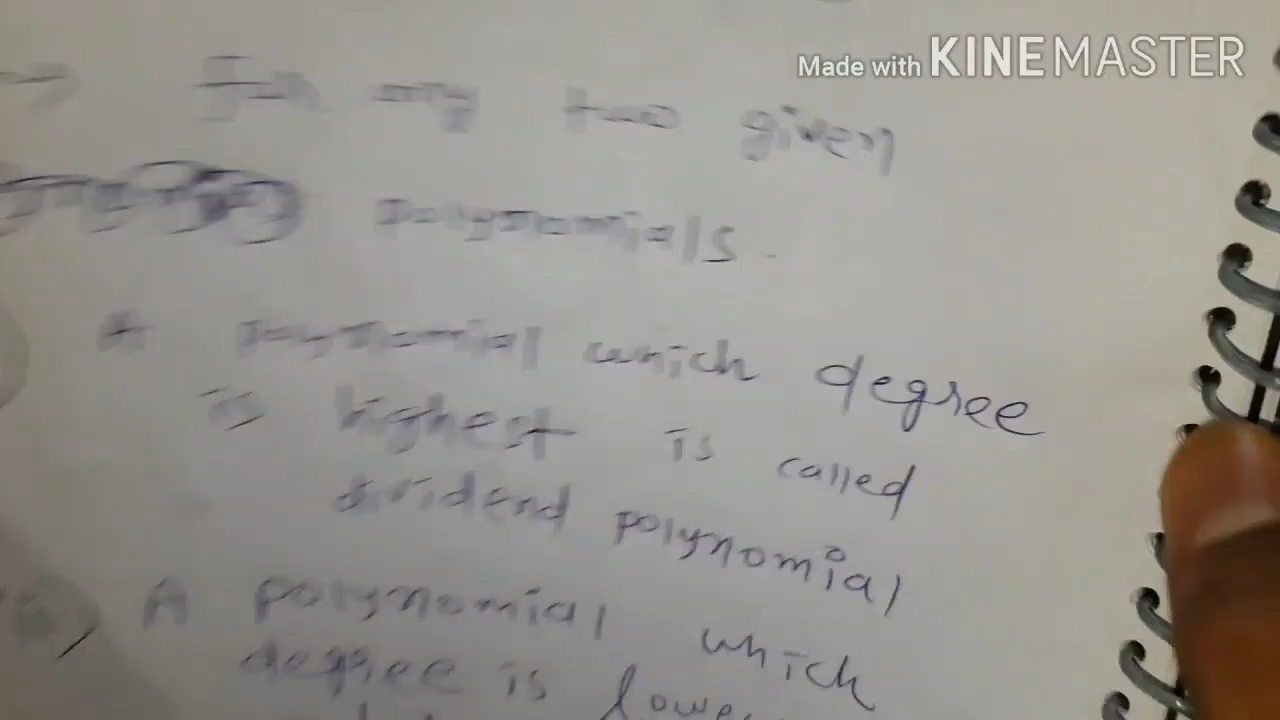 Made with KINEMASTER
For any two given
polynomials.
A polynomial which degree
is highest is called
dividend polynomial
A polynomial which
degree is